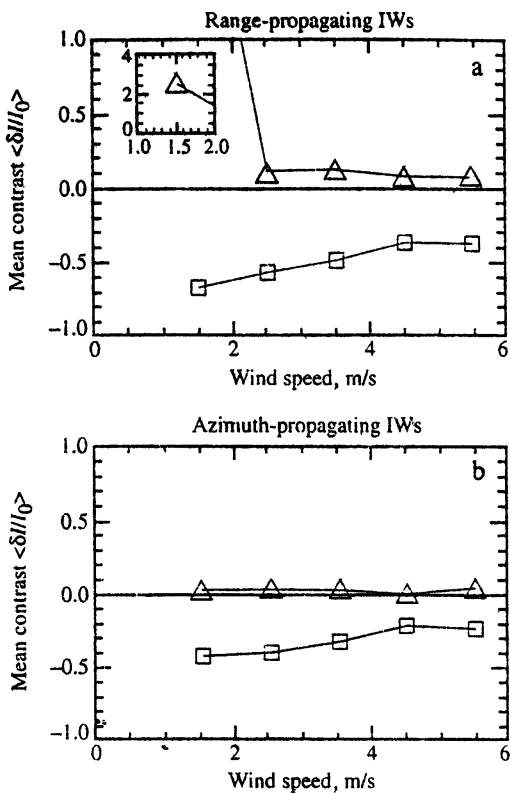 Range-propagating IWs
1.0
0.5
0.0
−0.5
−1.0
Mean contrast <δI/I0>
a
4
2
0
1.0 1.5 2.0
0 2 4 6
Wind speed, m/s
Azimuth-propagating IWs
1.0
0.5
0.0
−0.5
−1.0
Mean contrast <δI/I0>
b
0 2 4 6
Wind speed, m/s